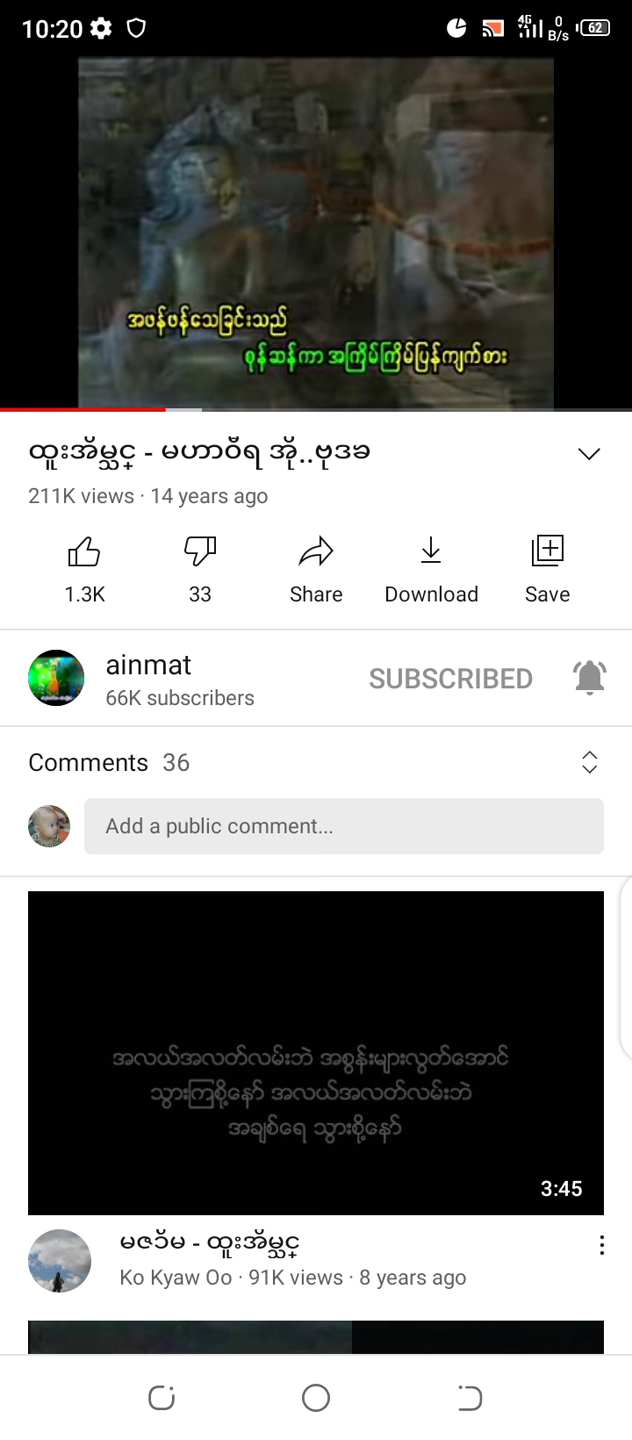 10:20
4G
0
B/s
62
အဖန်ဖန်သေခြင်းသည်
စုန်ဆန်ကာ အကြိမ်ကြိမ်ပြန်ကျက်စား
ထူးအိမ္သင္ - မဟာဝီရ အို..ဗုဒၶ
211K views · 14 years ago
1.3K
33
Share
Download
Save
ainmat
SUBSCRIBED
66K subscribers
Comments 36
Add a public comment...
အလယ်အလတ်လမ်းဘဲ အစွန်းများလွတ်အောင်
သွားကြစို့နော် အလယ်အလတ်လမ်းဘဲ
အချစ်ရေ သွားစို့နော်
3:45
မဇၥ်ိမ - ထူးအိမ္သင္
Ko Kyaw Oo · 91K views · 8 years ago